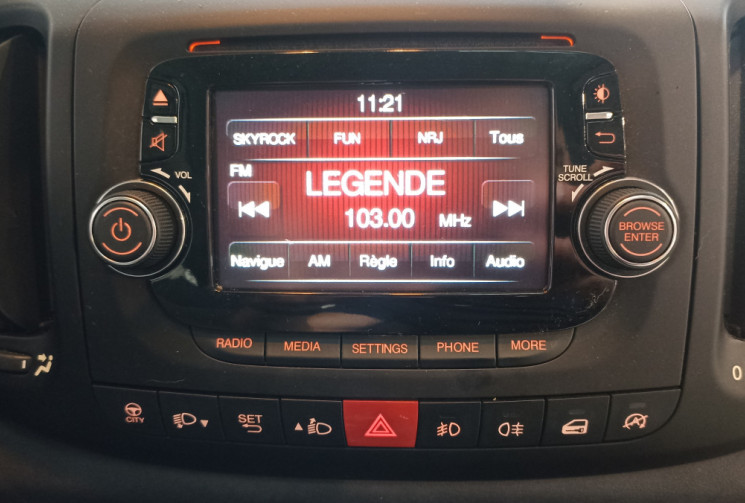 11:21
SKYROCK FUN NRJ Tous
FM
VOL
TUNE
SCROLL
LEGENDE
103.00 MHz
BROWSE
ENTER
Navigue AM Règle Info Audio
RADIO MEDIA SETTINGS PHONE MORE
0
CITY
SET